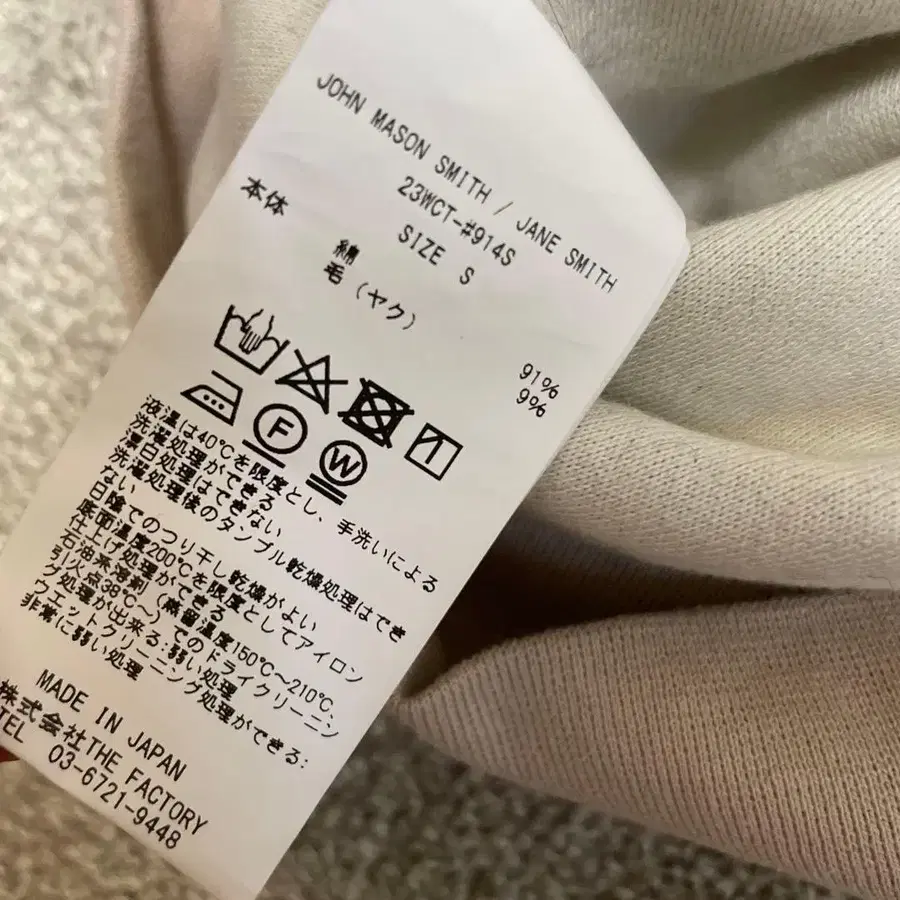 JOHN MASON SMITH / JANE SMITH
23WCT-#914S
SIZE S
本体
綿 91%
毛(ヤク) 9%
F
W
液温は40℃を限度とし、手洗いによる
洗濯処理ができる
漂白処理はできない
洗濯処理後のタンブル乾燥処理はでき
ない
日陰でのつり干し乾燥がよい
底面温度200℃を限度としてアイロン
仕上げ処理ができる
石油系溶剤(蒸留温度150℃～210℃、
引火点38℃～)でのドライクリーニン
グ処理が出来る:弱い処理
ウエットクリーニング処理ができる:
非常に弱い処理
MADE IN JAPAN
株式会社THE FACTORY
TEL 03-6721-9448